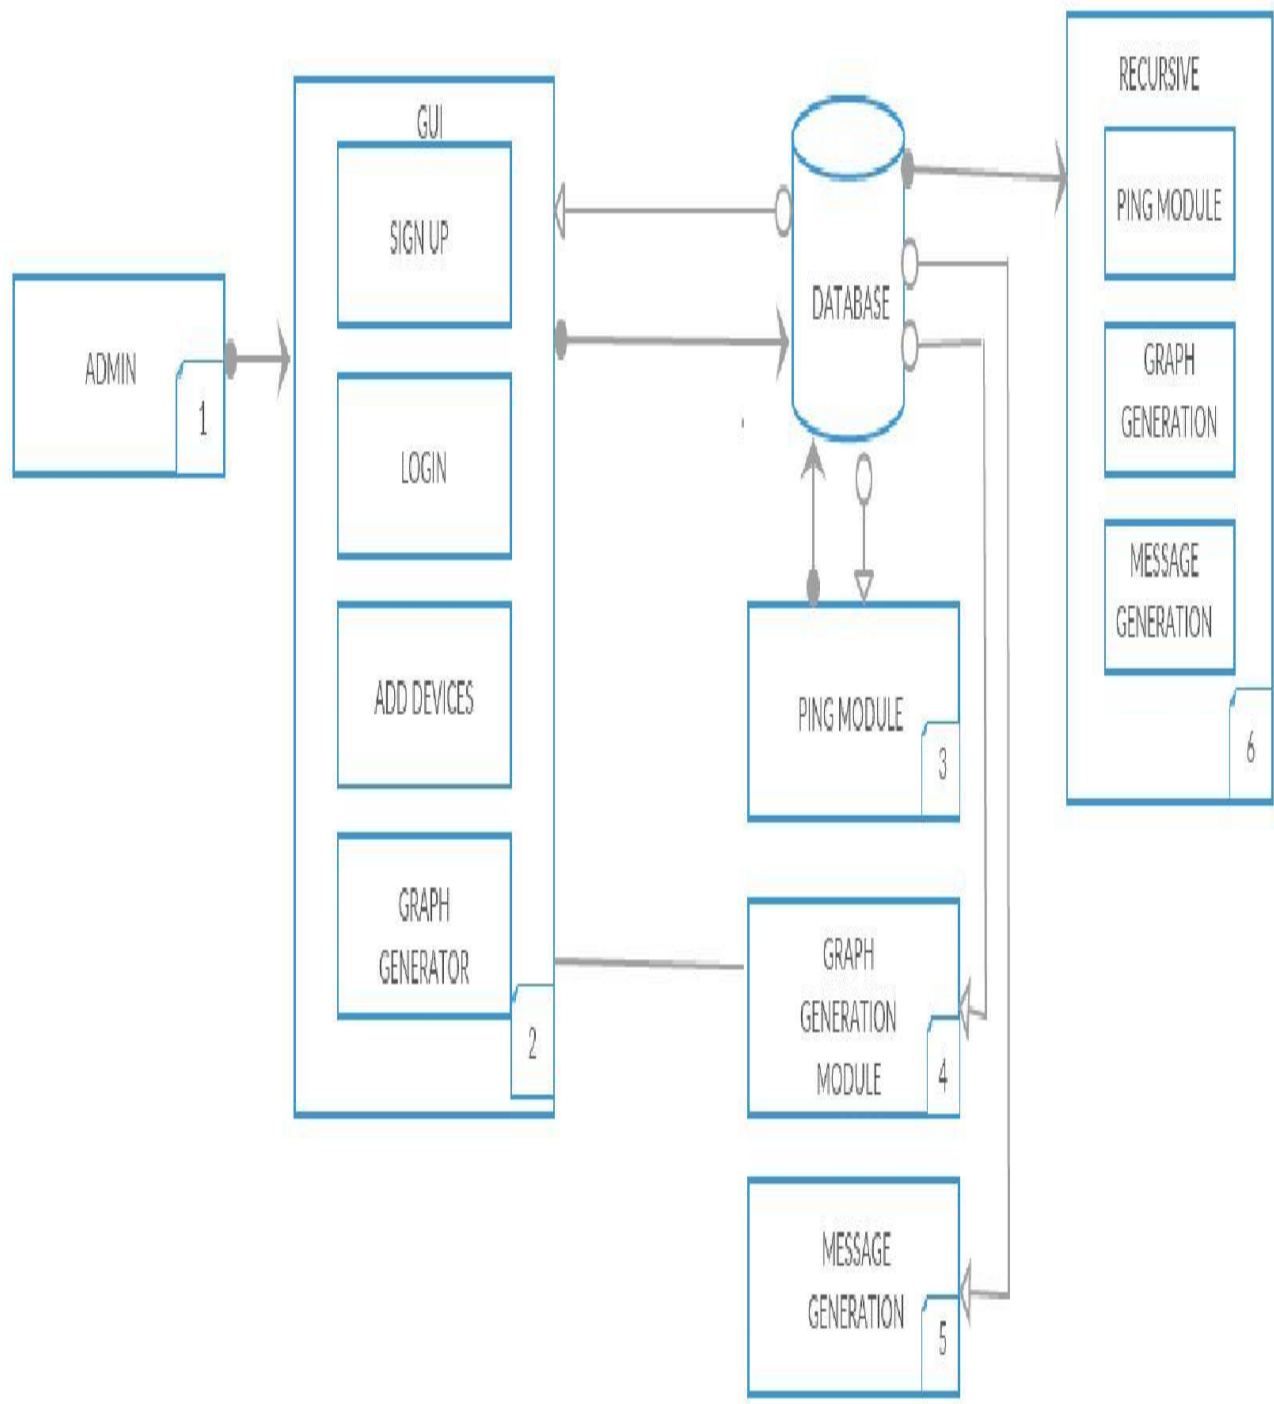 ADMIN
1
GUI
SIGN UP
LOGIN
ADD DEVICES
GRAPH
GENERATOR
2
DATABASE
PING MODULE
3
GRAPH
GENERATION
MODULE
4
MESSAGE
GENERATION
5
RECURSIVE
PING MODULE
GRAPH
GENERATION
MESSAGE
GENERATION
6